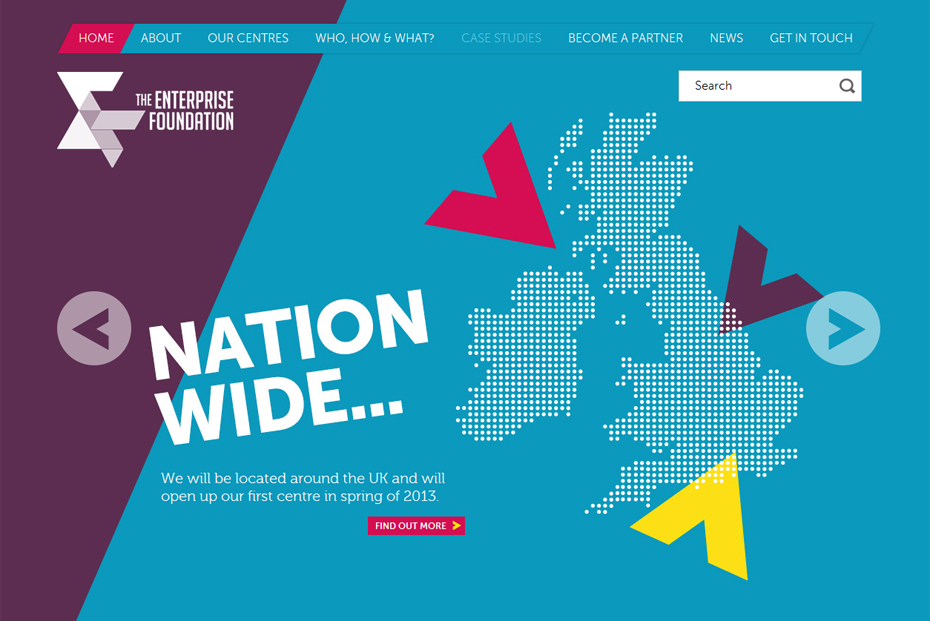 HOME ABOUT OUR CENTRES WHO, HOW & WHAT? CASE STUDIES BECOME A PARTNER NEWS GET IN TOUCH
Search
THE ENTERPRISE
FOUNDATION
NATION
WIDE...
We will be located around the UK and will
open up our first centre in spring of 2013.
FIND OUT MORE